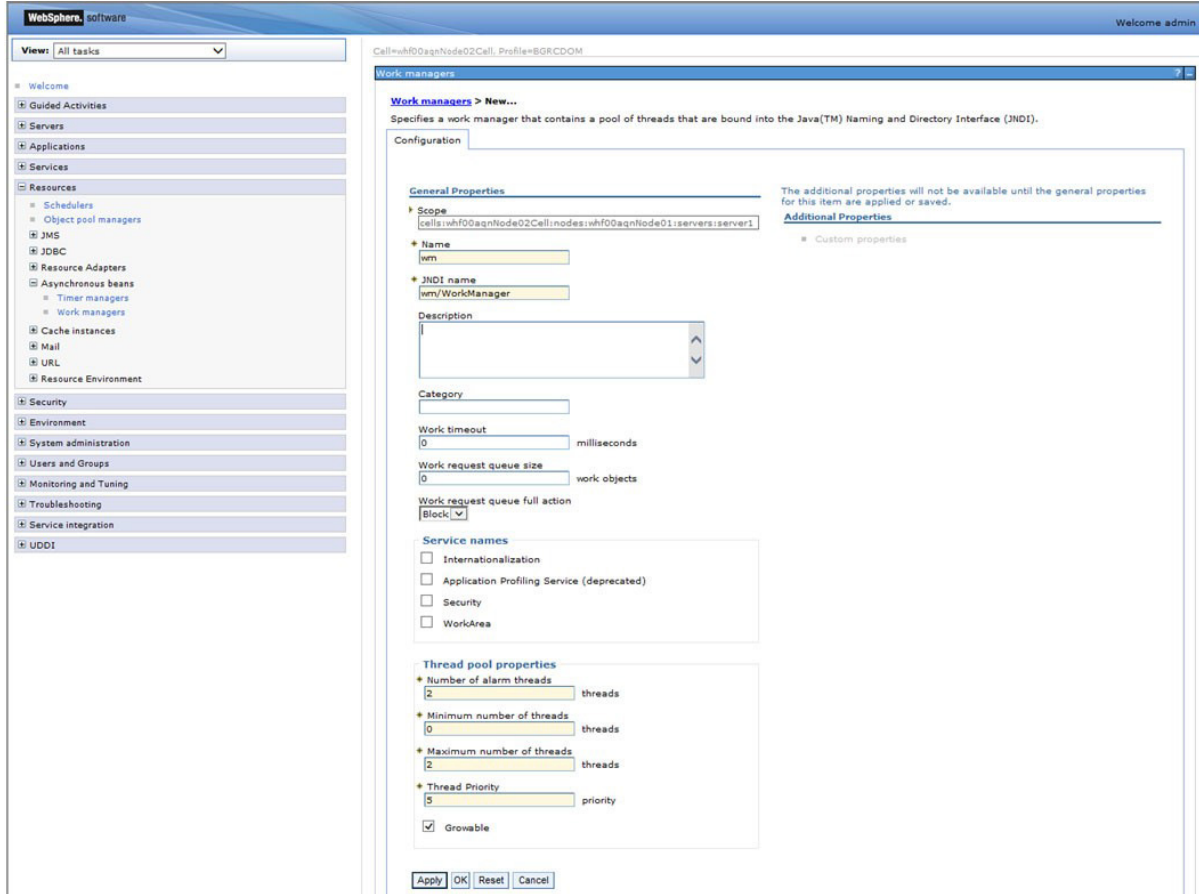 WebSphere. software
Welcome admin
View: All tasks
Cell=whf00aqnNode02Cell, Profile=BGRCDOM
Work managers
? -
Welcome
Guided Activities
Servers
Applications
Services
Resources
Schedulers
Object pool managers
JMS
JDBC
Resource Adapters
Asynchronous beans
Timer managers
Work managers
Cache instances
Mail
URL
Resource Environment
Security
Environment
System administration
Users and Groups
Monitoring and Tuning
Troubleshooting
Service integration
UDDI
Work managers > New...
Specifies a work manager that contains a pool of threads that are bound into the Java(TM) Naming and Directory Interface (JNDI).
Configuration
General Properties
Scope
cells:whf00aqnNode02Cell:nodes:whf00aqnNode01:servers:server1
Name
wm
JNDI name
wm/WorkManager
Description
Category
Work timeout
0 milliseconds
Work request queue size
0 work objects
Work request queue full action
Block
Service names
Internationalization
Application Profiling Service (deprecated)
Security
WorkArea
Thread pool properties
Number of alarm threads
2 threads
Minimum number of threads
0 threads
Maximum number of threads
2 threads
Thread Priority
5 priority
Growable
Apply OK Reset Cancel
The additional properties will not be available until the general properties
for this item are applied or saved.
Additional Properties
Custom properties